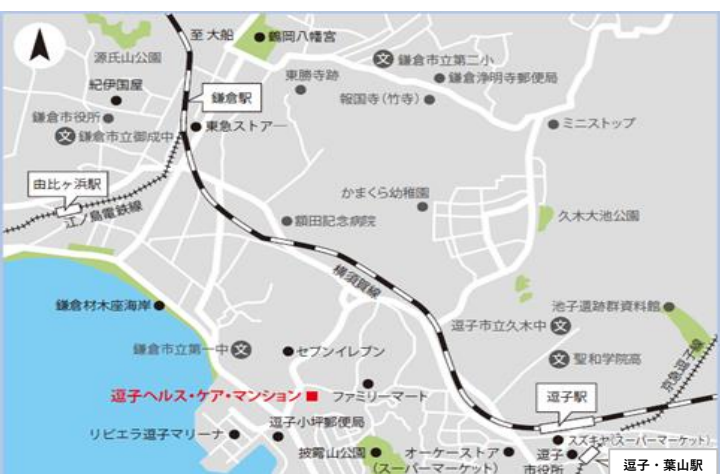 至 大船
鶴岡八幡宮
源氏山公園
文 鎌倉市立第二小
東勝寺跡
鎌倉浄明寺郵便局
紀伊国屋
鎌倉駅
報国寺(竹寺)
鎌倉市役所
東急ストアー
ミニストップ
文 鎌倉市立御成中
由比ヶ浜駅
かまくら幼稚園
江ノ島電鉄線
額田記念病院
久木大池公園
横須賀線
鎌倉材木座海岸
池子遺跡群資料館
逗子市立久木中 文
鎌倉市立第一中 文
セブンイレブン
文 聖和学院高
京急逗子線
逗子ヘルス・ケア・マンション
ファミリーマート
逗子駅
逗子小坪郵便局
リビエラ逗子マリーナ
スズキヤ(スーパーマーケット)
披露山公園
オーケーストア
(スーパーマーケット)
逗子
市役所
逗子・葉山駅